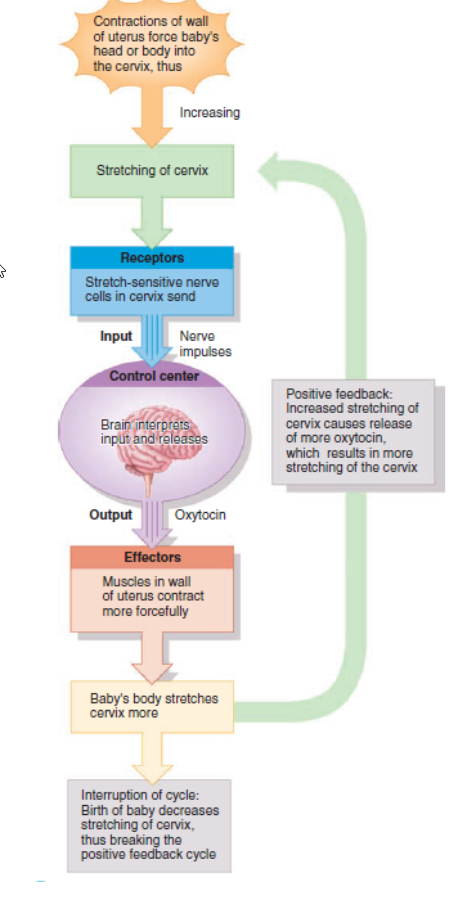 Contractions of wall
of uterus force baby's
head or body into
the cervix, thus
Increasing
Stretching of cervix
Receptors
Stretch-sensitive nerve
cells in cervix send
Input
Nerve
impulses
Control center
Brain interprets
input and releases
Output
Oxytocin
Effectors
Muscles in wall
of uterus contract
more forcefully
Baby's body stretches
cervix more
Positive feedback:
Increased stretching of
cervix causes release
of more oxytocin,
which results in more
stretching of the cervix
Interruption of cycle:
Birth of baby decreases
stretching of cervix,
thus breaking the
positive feedback cycle